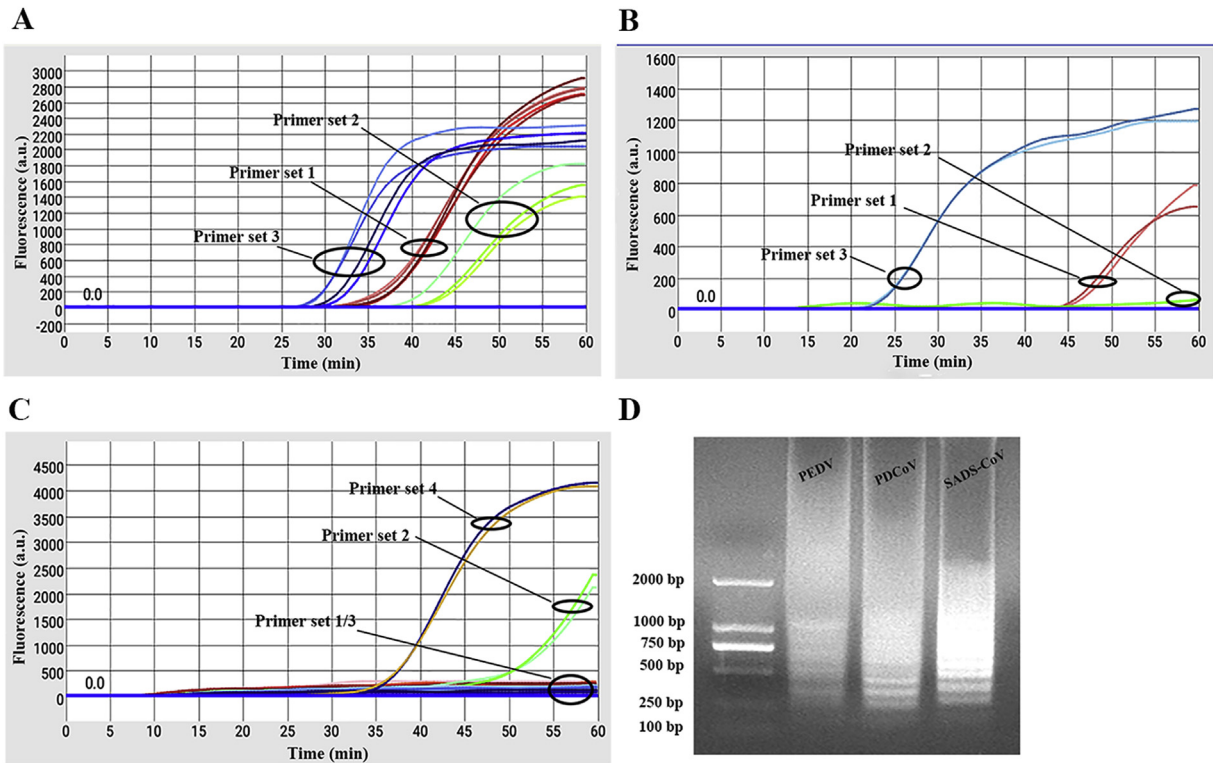 A
Fluorescence (a.u.)
3000
2800
2600
2400
2200
2000
1800
1600
1400
1200
1000
800
600
400
200
0
-200
0.0
Primer set 2
Primer set 1
Primer set 3
0 5 10 15 20 25 30 35 40 45 50 55 60
Time (min)
B
Fluorescence (a.u.)
1600
1400
1200
1000
800
600
400
200
0
0.0
Primer set 2
Primer set 1
Primer set 3
0 5 10 15 20 25 30 35 40 45 50 55 60
Time (min)
C
Fluorescence (a.u.)
4500
4000
3500
3000
2500
2000
1500
1000
500
0
0.0
Primer set 4
Primer set 2
Primer set 1/3
0 5 10 15 20 25 30 35 40 45 50 55 60
Time (min)
D
PEDV PDCoV SADS-CoV
2000 bp
1000 bp
750 bp
500 bp
250 bp
100 bp